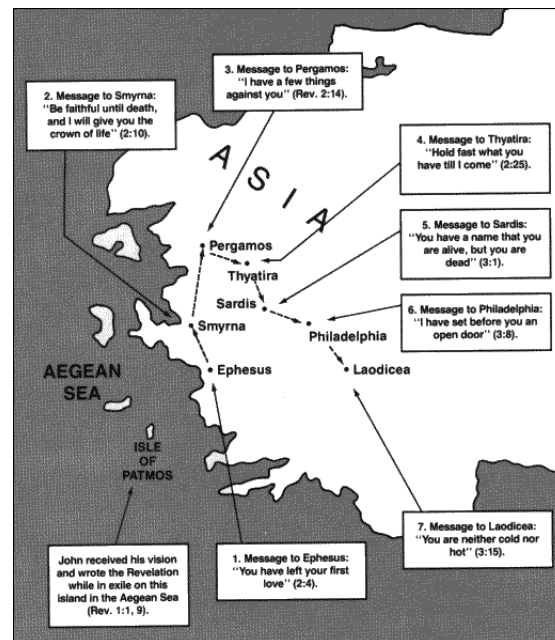 3. Message to Pergamos:
"I have a few things
against you" (Rev. 2:14).
2. Message to Smyrna:
"Be faithful until death,
and I will give you the
crown of life" (2:10).
4. Message to Thyatira:
"Hold fast what you
have till I come"
(2:25).
ASIA
5. Message to Sardis:
"You have a name that you
are alive, but you are
dead" (3:1).
Pergamos
Thyatira
Sardis
6. Message to Philadelphia:
"I have set before you an
open door"
(3:8).
Smyrna
Philadelphia
AEGEAN
SEA
Ephesus
Laodicea
ISLE
OF
PATMOS
7. Message to Laodicea:
"You are neither cold nor
hot"
(3:15).
John received his vision
and wrote the Revelation
while in exile on this
island in the Aegean Sea
(Rev. 1:1, 9).
1. Message to Ephesus:
"You have left your first
love" (2:4).